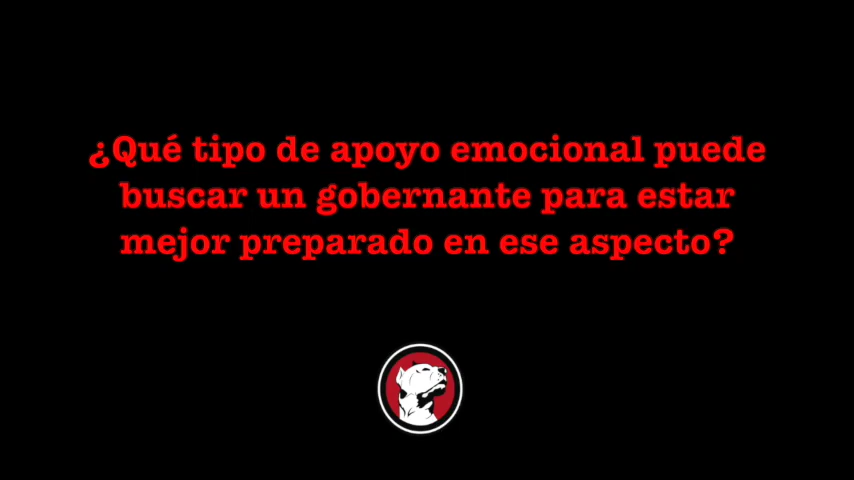 ¿Qué tipo de apoyo emocional puede
buscar un gobernante para estar
mejor preparado en ese aspecto?